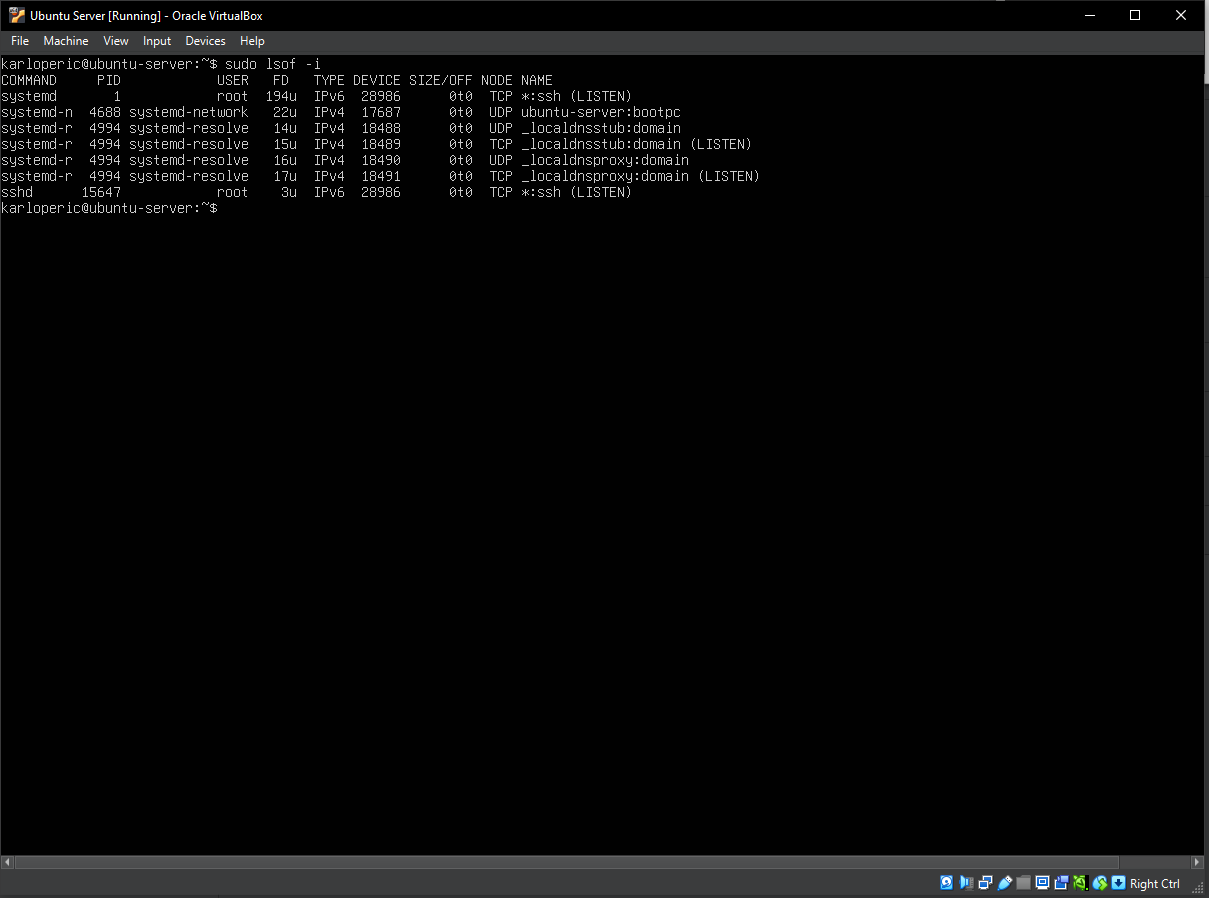 Ubuntu Server [Running] - Oracle VirtualBox
File Machine View Input Devices Help
karloperic@ubuntu-server:~$ sudo lsof -i
COMMAND     PID            USER   FD   TYPE DEVICE SIZE/OFF NODE NAME
systemd       1            root  194u  IPv6  28986      0t0  TCP *:ssh (LISTEN)
systemd-n  4688 systemd-network   22u  IPv4  17687      0t0  UDP ubuntu-server:bootpc
systemd-r  4994 systemd-resolve   14u  IPv4  18488      0t0  UDP _localdnsstub:domain
systemd-r  4994 systemd-resolve   15u  IPv4  18489      0t0  TCP _localdnsstub:domain (LISTEN)
systemd-r  4994 systemd-resolve   16u  IPv4  18490      0t0  UDP _localdnsproxy:domain
systemd-r  4994 systemd-resolve   17u  IPv4  18491      0t0  TCP _localdnsproxy:domain (LISTEN)
sshd      15647            root    3u  IPv6  28986      0t0  TCP *:ssh (LISTEN)
karloperic@ubuntu-server:~$
Right Ctrl